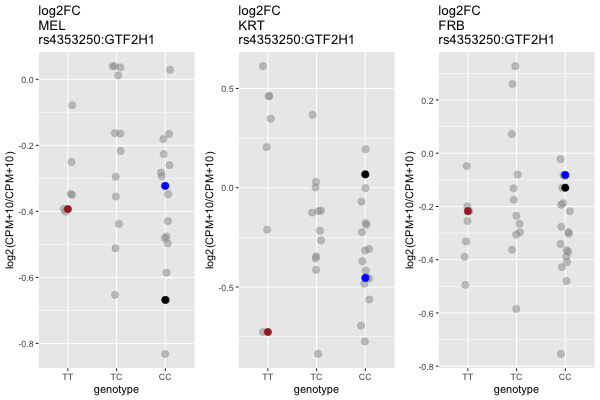 log2FC
MEL
rs4353250:GTF2H1
log2(CPM+10/CPM+10)
0.0
-0.2
-0.4
-0.6
-0.8
TT TC CC
genotype
log2FC
KRT
rs4353250:GTF2H1
log2(CPM+10/CPM+10)
0.5
0.0
-0.5
TT TC CC
genotype
log2FC
FRB
rs4353250:GTF2H1
log2(CPM+10/CPM+10)
0.2
0.0
-0.2
-0.4
-0.6
-0.8
TT TC CC
genotype